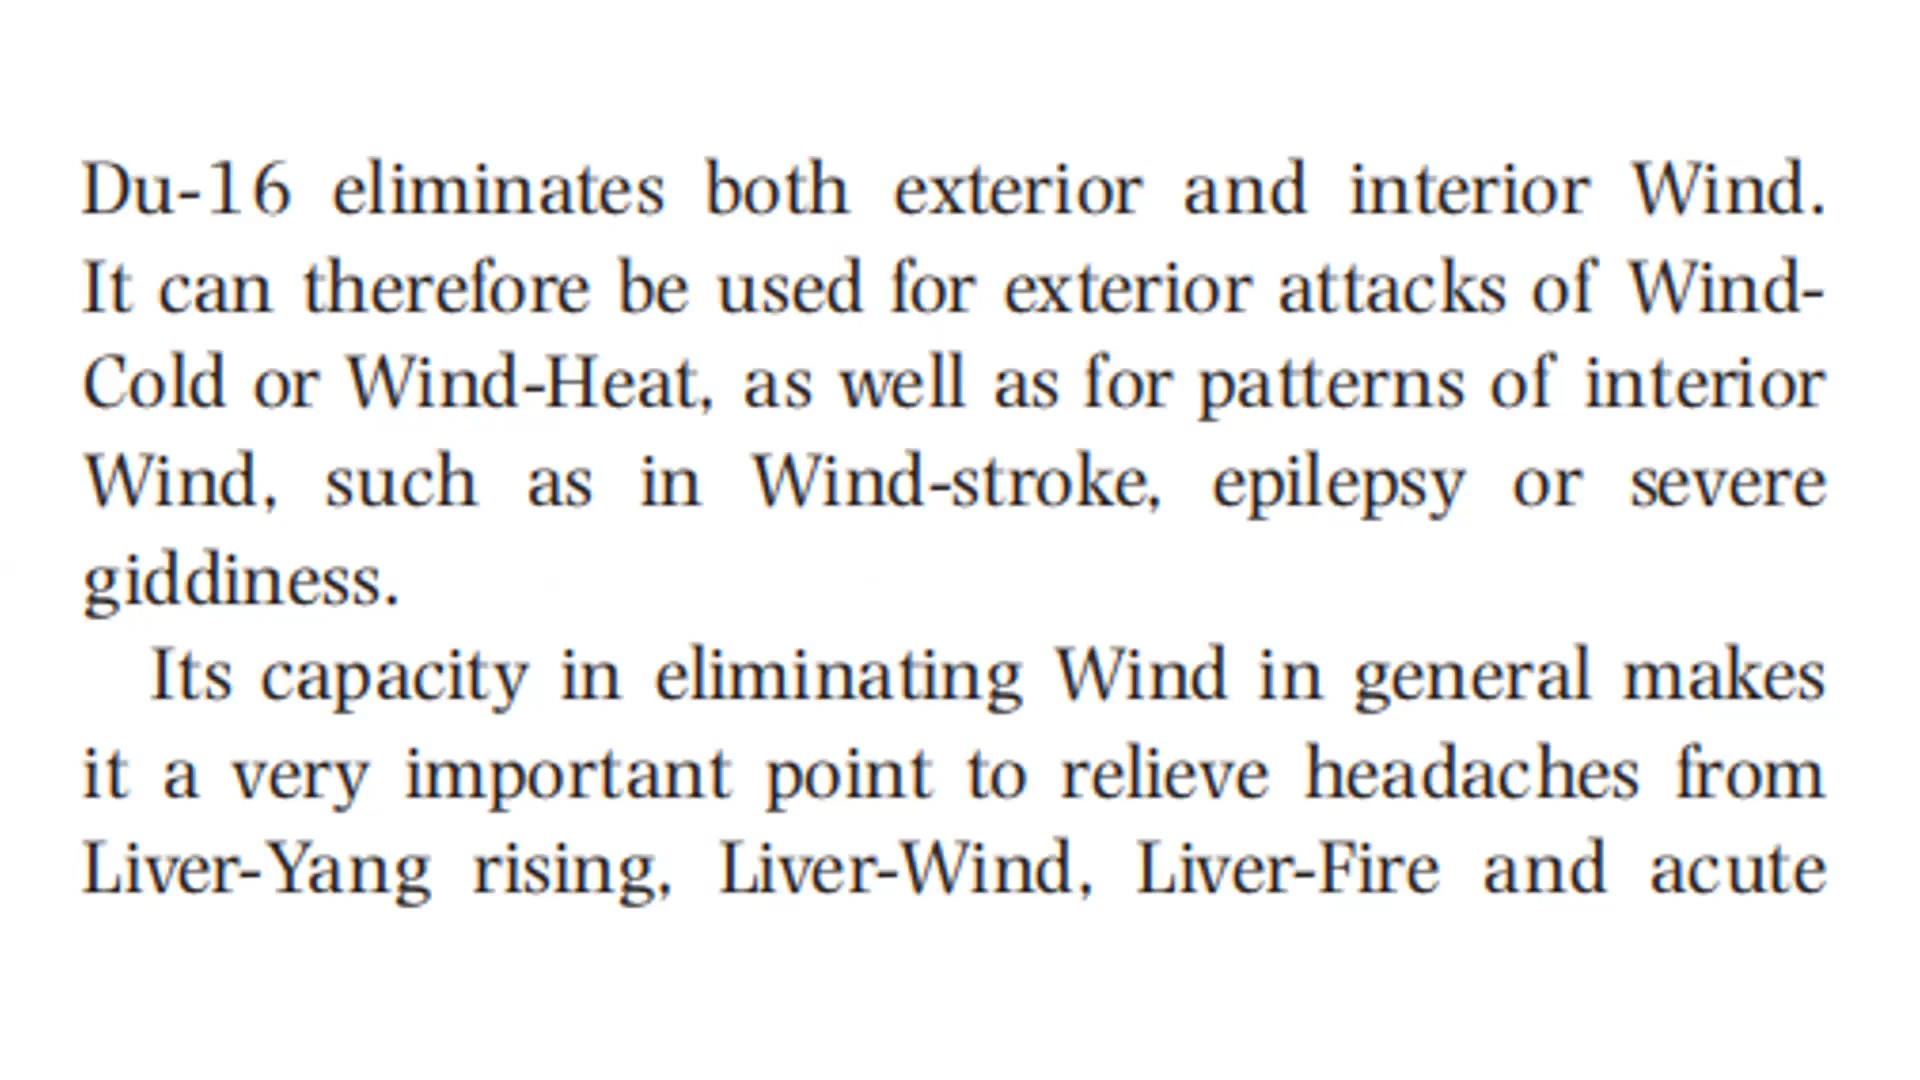 Du-16 eliminates both exterior and interior Wind.
It can therefore be used for exterior attacks of Wind-
Cold or Wind-Heat, as well as for patterns of interior
Wind, such as in Wind-stroke, epilepsy or severe
giddiness.
Its capacity in eliminating Wind in general makes
it a very important point to relieve headaches from
Liver-Yang rising, Liver-Wind, Liver-Fire and acute